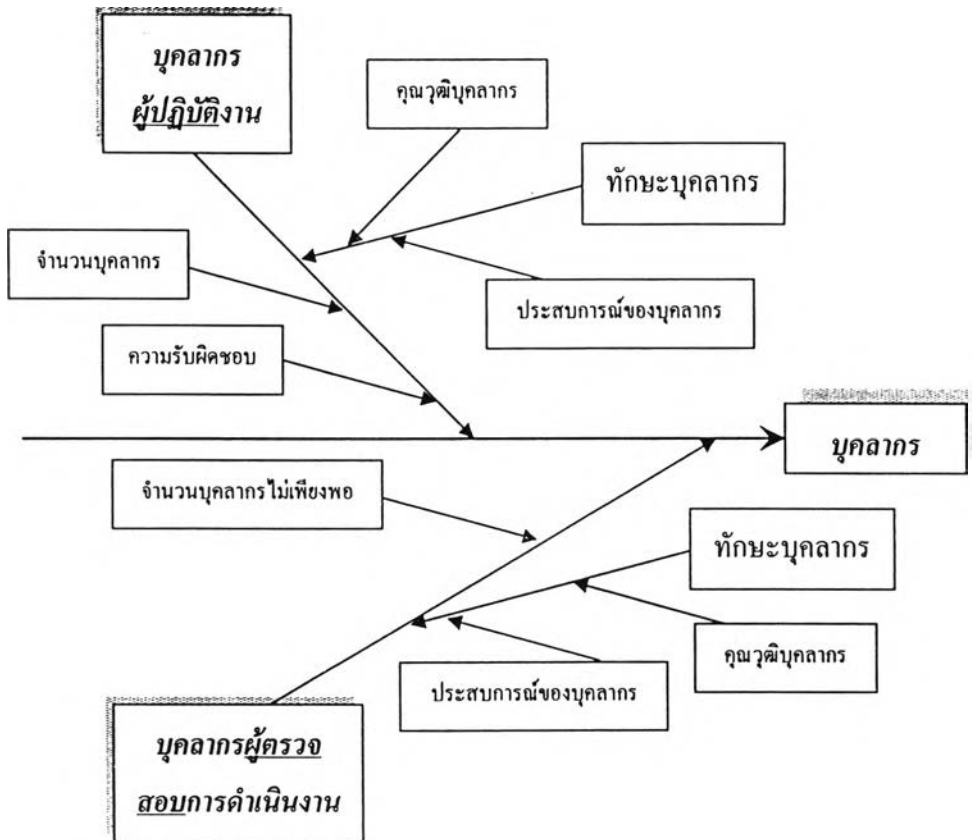 บุคลากร
ผู้ปฏิบัติงาน
คุณวุฒิบุคลากร
ทักษะบุคลากร
จำนวนบุคลากร
ประสบการณ์ของบุคลากร
ความรับผิดชอบ
บุคลากร
จำนวนบุคลากรไม่เพียงพอ
ทักษะบุคลากร
คุณวุฒิบุคลากร
ประสบการณ์ของบุคลากร
บุคลากรผู้ตรวจ
สอบการดำเนินงาน